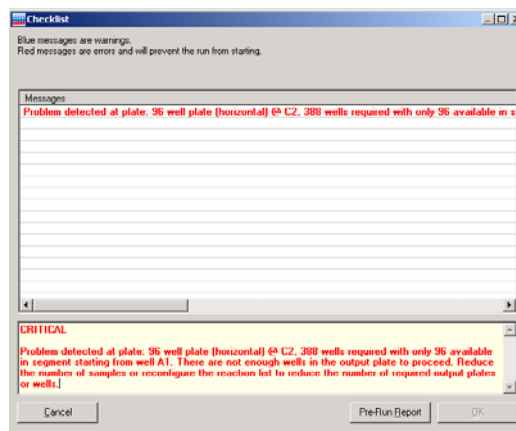 Checklist
Blue messages are warnings.
Red messages are errors and will prevent the run from starting.
Messages
Problem detected at plate: 96 well plate (horizontal) @ C2, 388 wells required with only 96 available in s
CRITICAL
Problem detected at plate: 96 well plate (horizontal) @ C2, 388 wells required with only 96 available
in segment starting from well A1. There are not enough wells in the output plate to proceed. Reduce
the number of samples or reconfigure the reaction list to reduce the number of required output plates
or wells.
Cancel
Pre-Run Report
OK